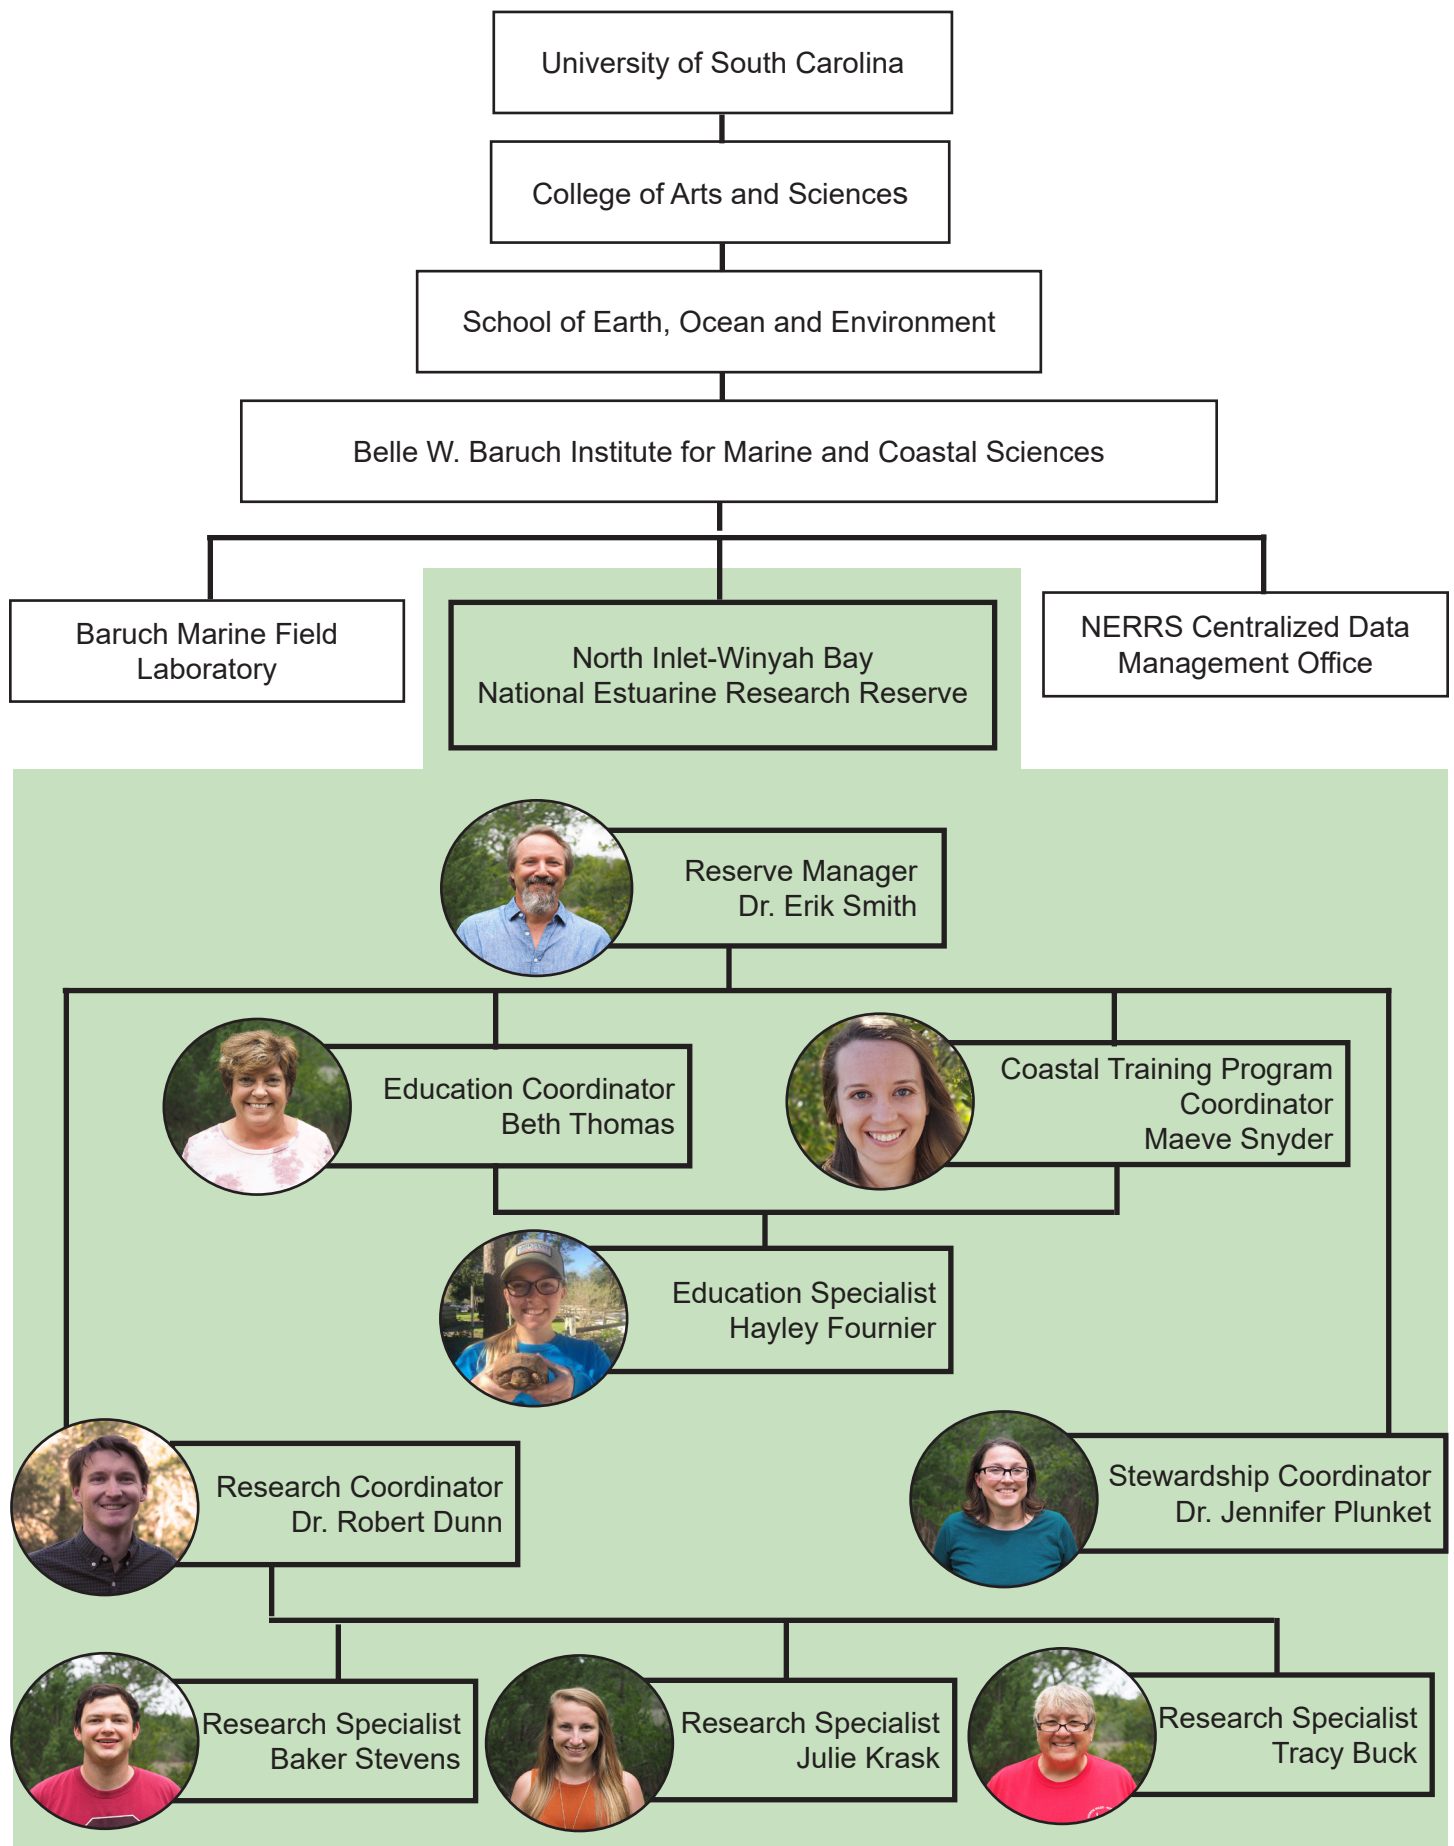 University of South Carolina
College of Arts and Sciences
School of Earth, Ocean and Environment
Belle W. Baruch Institute for Marine and Coastal Sciences
Baruch Marine Field
Laboratory
North Inlet-Winyah Bay
National Estuarine Research Reserve
NERRS Centralized Data
Management Office
Reserve Manager
Dr. Erik Smith
Education Coordinator
Beth Thomas
Coastal Training Program
Coordinator
Maeve Snyder
Education Specialist
Hayley Fournier
Research Coordinator
Dr. Robert Dunn
Stewardship Coordinator
Dr. Jennifer Plunket
Research Specialist
Baker Stevens
Research Specialist
Julie Krask
Research Specialist
Tracy Buck